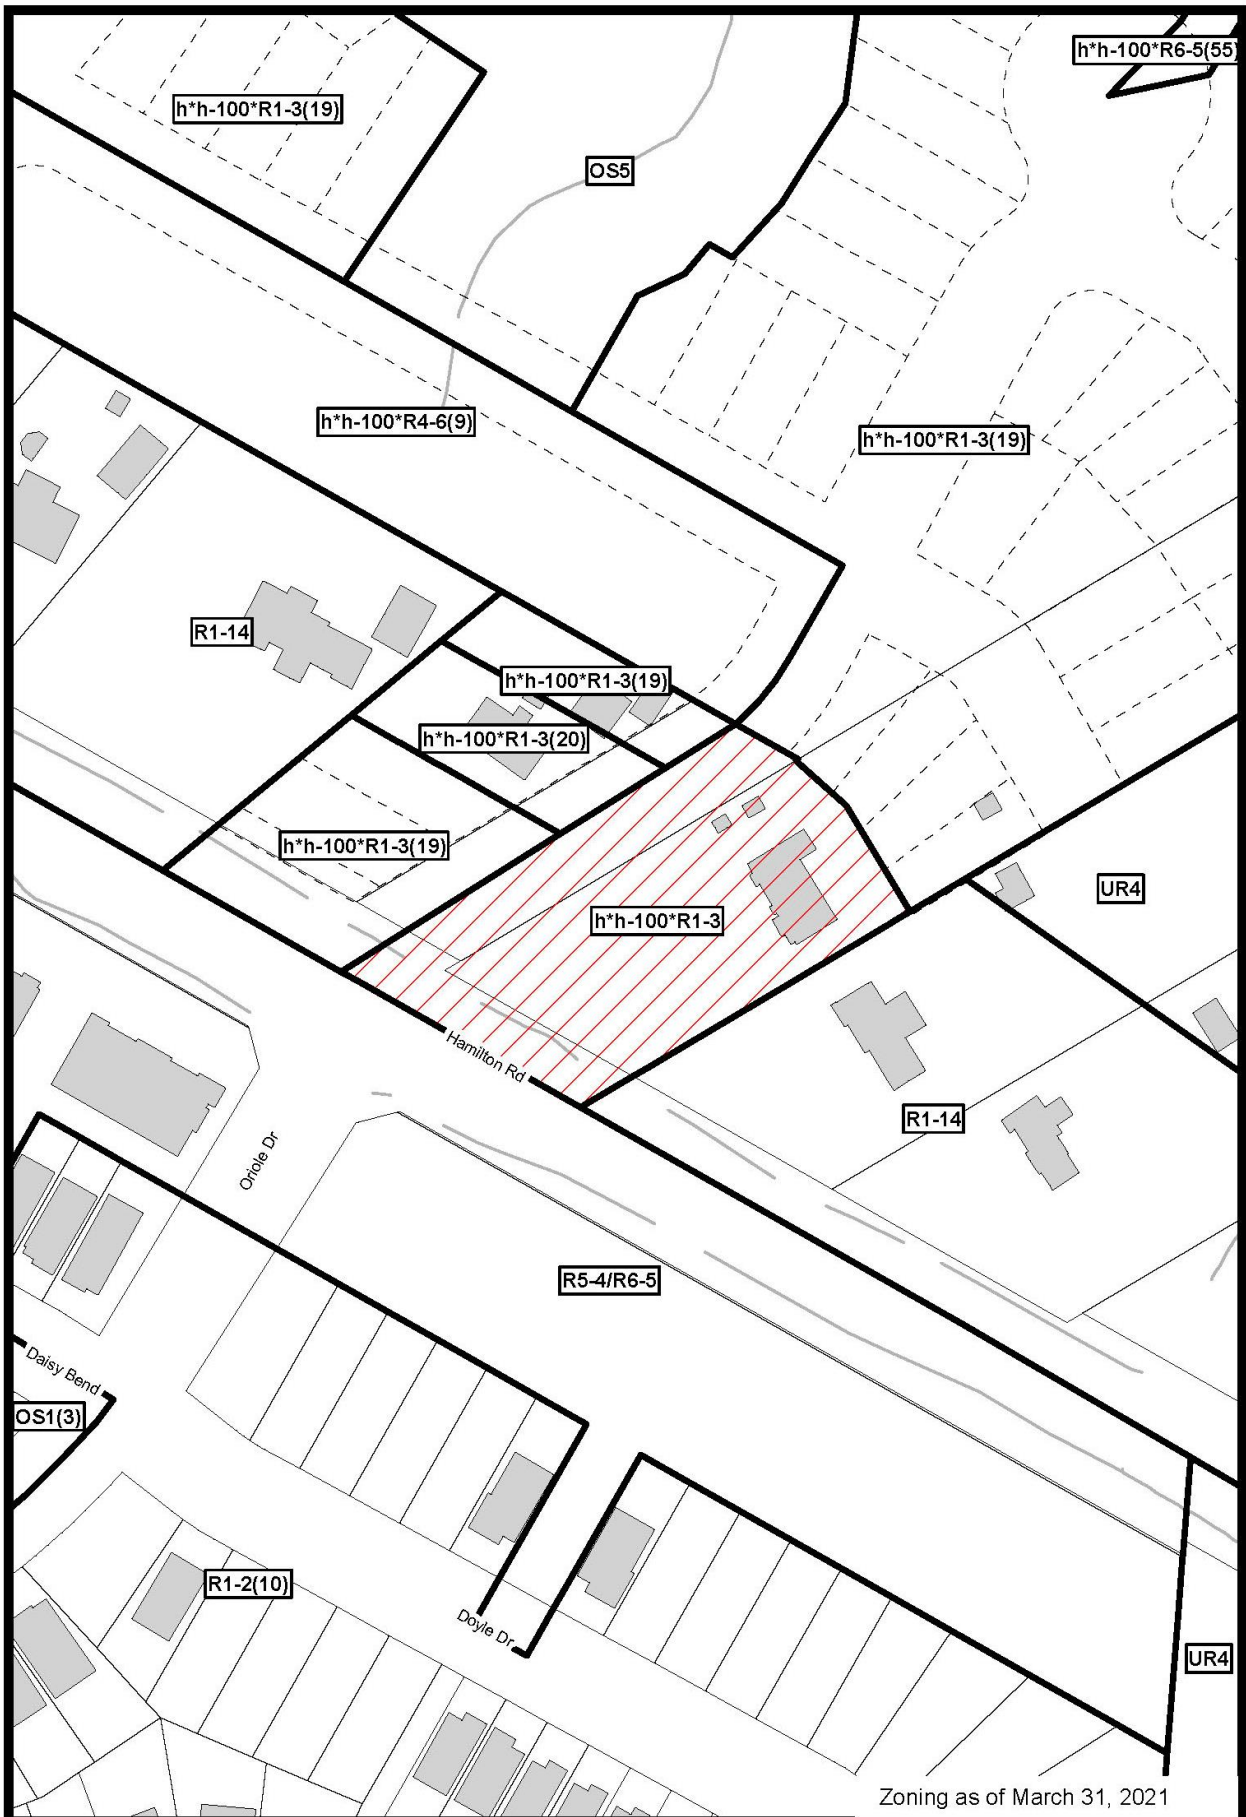 h*h-100*R6-5(55)
h*h-100*R1-3(19)
OS5
h*h-100*R4-6(9)
h*h-100*R1-3(19)
R1-14
h*h-100*R1-3(19)
h*h-100*R1-3(20)
h*h-100*R1-3(19)
UR4
h*h-100*R1-3
Hamilton Rd
R1-14
Oriole Dr
R5-4/R6-5
Daisy Bend
OS1(3)
R1-2(10)
Doyle Dr
UR4
Zoning as of March 31, 2021